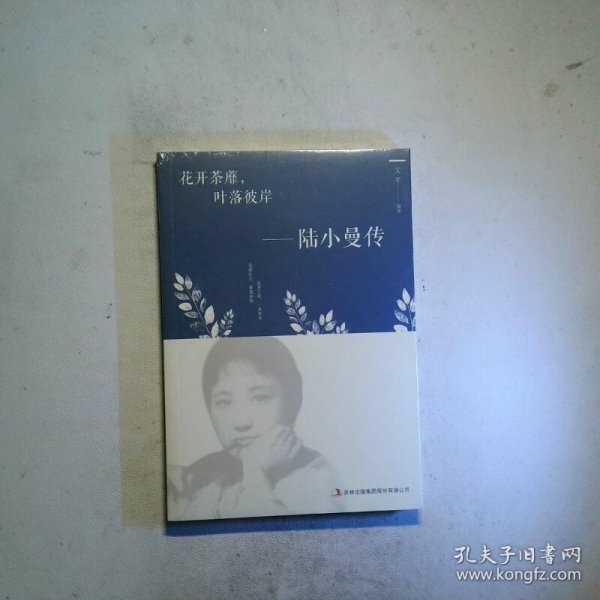 花开荼蘼，
叶落彼岸
——陆小曼传
吉林出版集团股份有限公司
孔夫子旧书网
www.kongfz.com